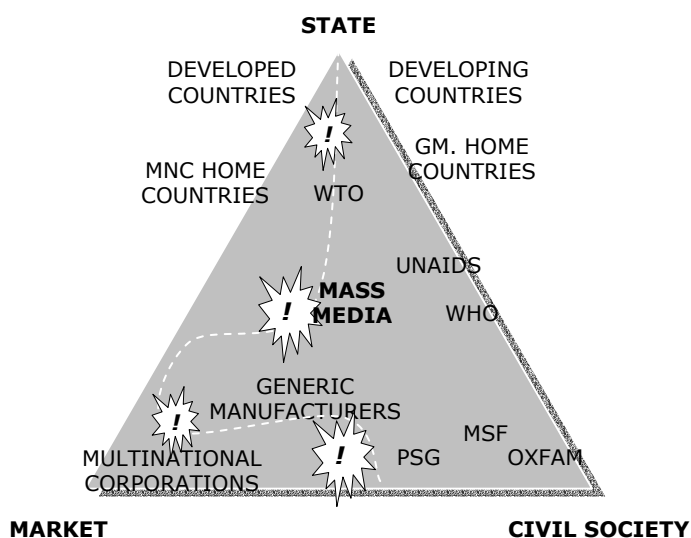 STATE
DEVELOPED
COUNTRIES
DEVELOPING
COUNTRIES
!
GM. HOME
COUNTRIES
MNC HOME
COUNTRIES
WTO
UNAIDS
MASS
MEDIA
!
WHO
GENERIC
MANUFACTURERS
!
MSF
!
MULTINATIONAL
CORPORATIONS
PSG
OXFAM
MARKET
CIVIL SOCIETY